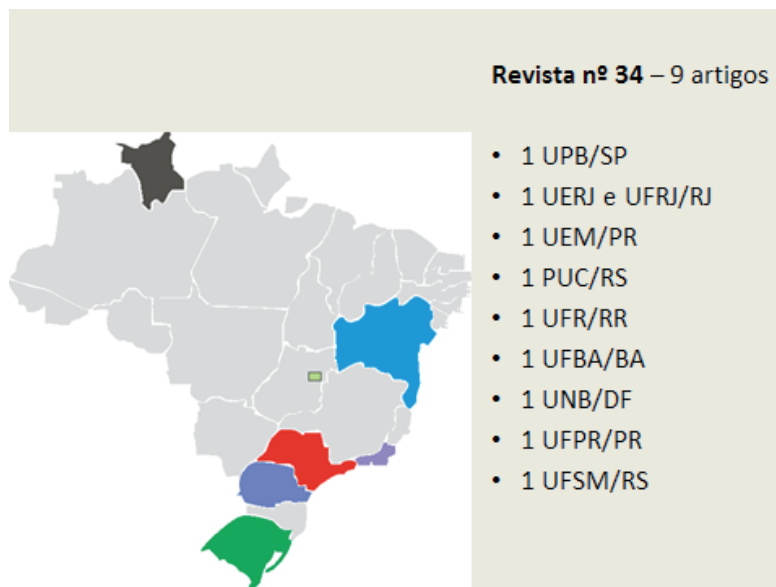 Revista nº 34 – 9 artigos
• 1 UPB/SP
• 1 UERJ e UFRJ/RJ
• 1 UEM/PR
• 1 PUC/RS
• 1 UFR/RR
• 1 UFBA/BA
• 1 UNB/DF
• 1 UFPR/PR
• 1 UFSM/RS